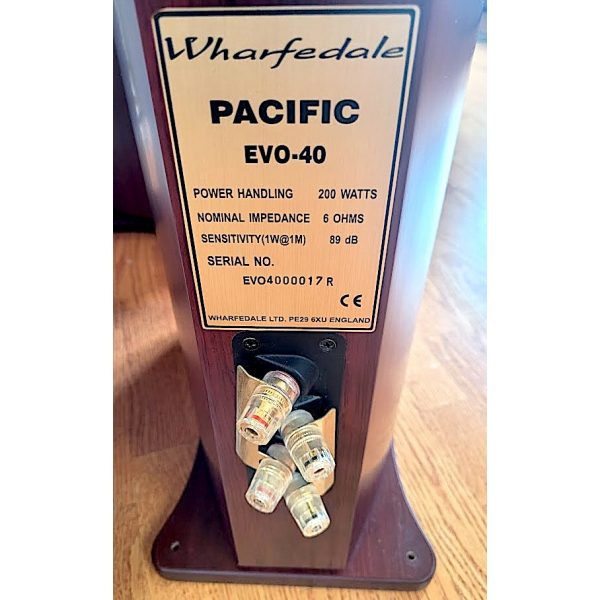 Wharfedale
PACIFIC
EVO-40
POWER HANDLING 200 WATTS
NOMINAL IMPEDANCE 6 OHMS
SENSITIVITY(1W@1M) 89 dB
SERIAL NO.
EVO4000017 R
CE
WHARFEDALE LTD. PE29 6XU ENGLAND